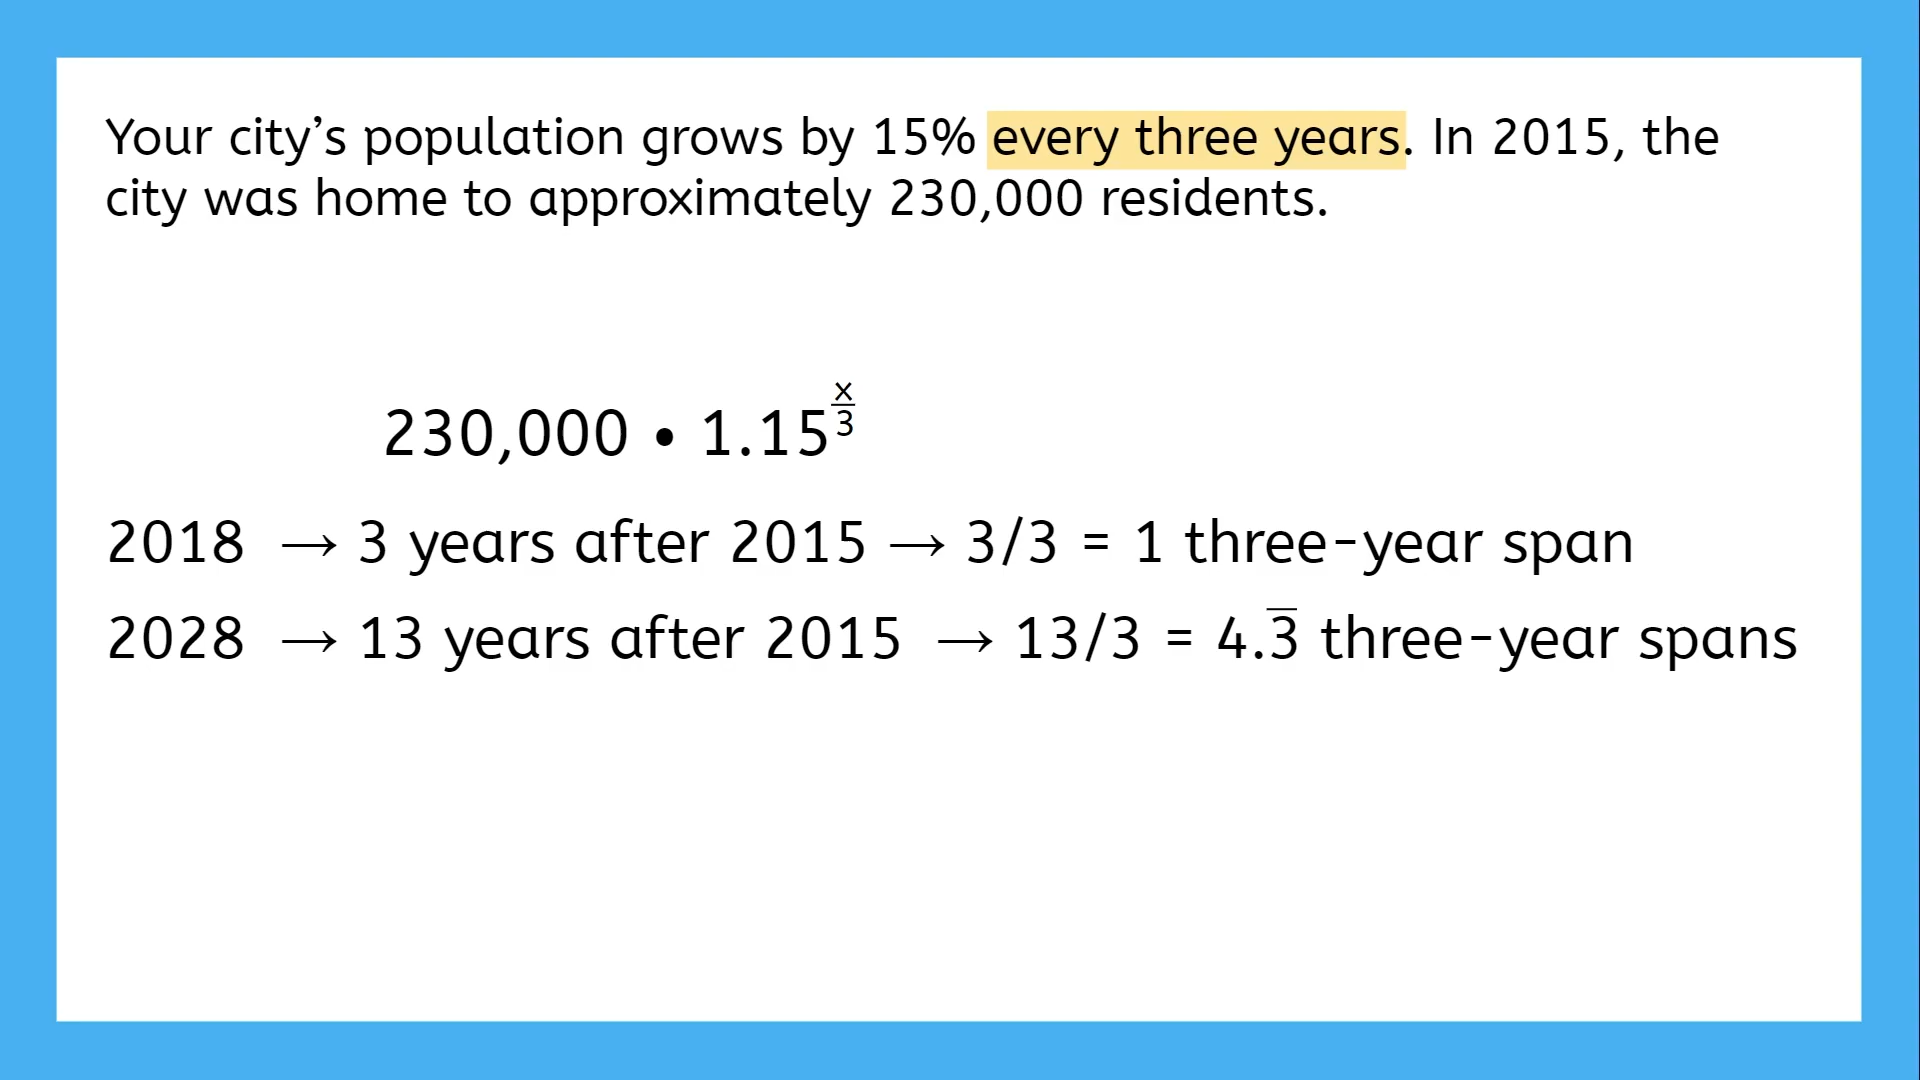 Your city’s population grows by 15% every three years. In 2015, the
city was home to approximately 230,000 residents.
230,000 • 1.15^(x/3)
2018 → 3 years after 2015 → 3/3 = 1 three-year span
2028 → 13 years after 2015 → 13/3 = 4.3̅ three-year spans